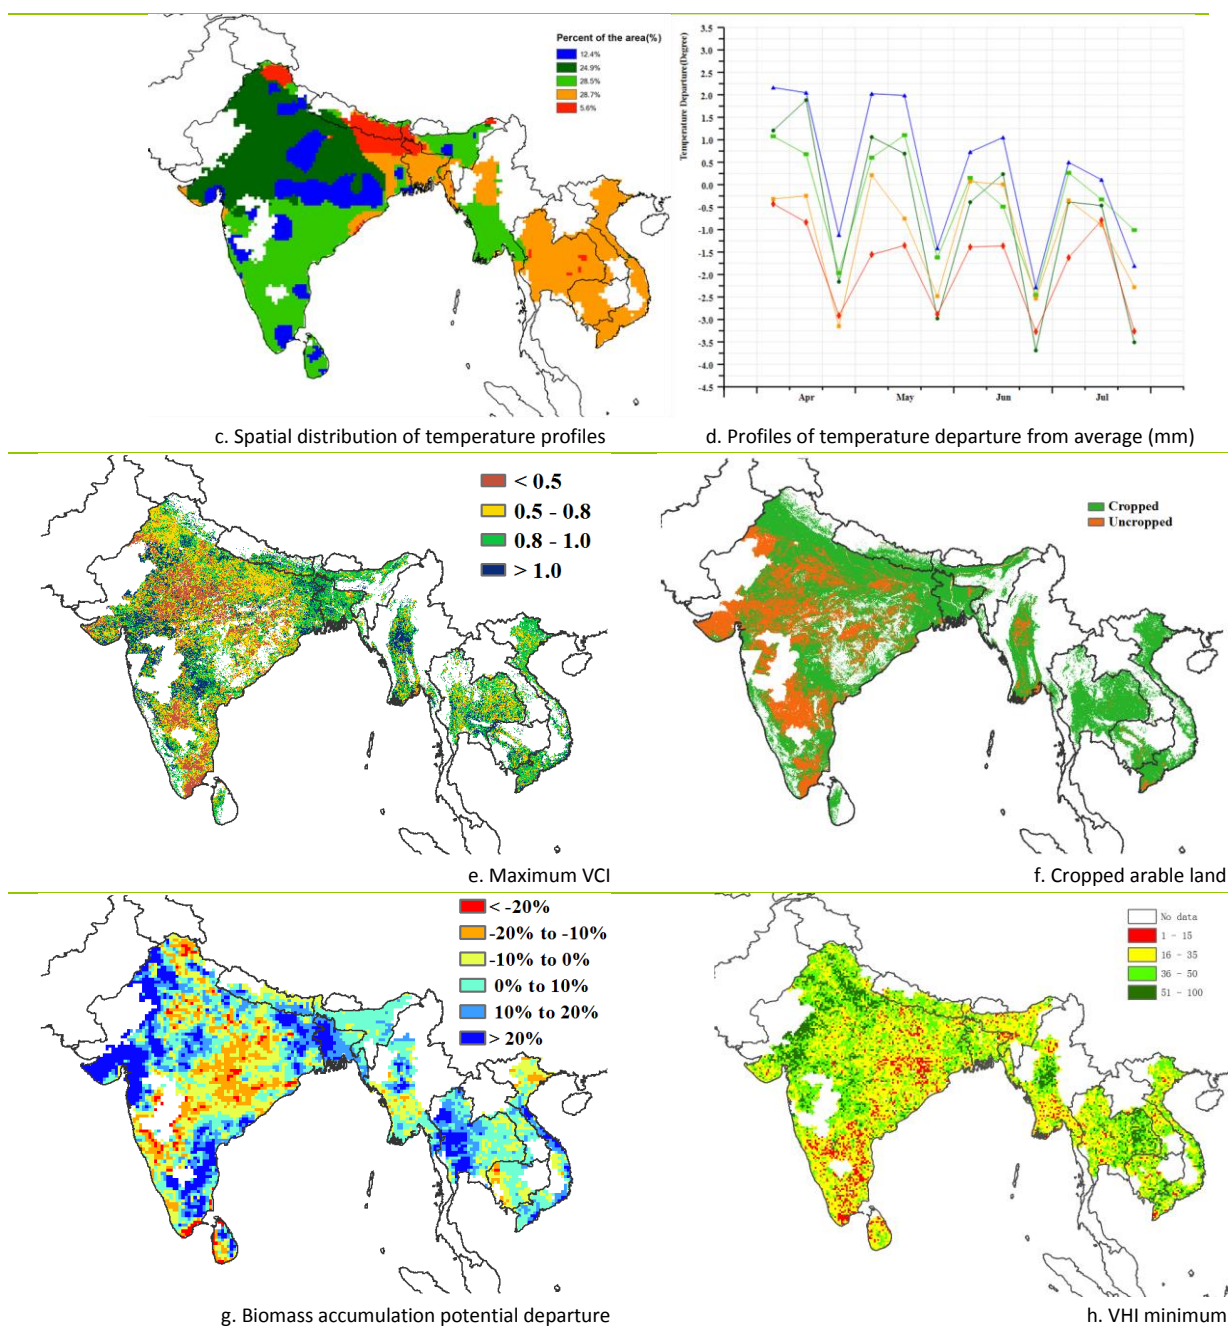 Percent of the area(%)
12.4%
24.9%
28.5%
28.7%
5.6%
Temperature Departure(Degree)
3.5
3.0
2.5
2.0
1.5
1.0
0.5
0.0
-0.5
-1.0
-1.5
-2.0
-2.5
-3.0
-3.5
-4.0
-4.5
Apr May Jun Jul
c. Spatial distribution of temperature profiles
d. Profiles of temperature departure from average (mm)
< 0.5
0.5 - 0.8
0.8 - 1.0
> 1.0
Cropped
Uncropped
e. Maximum VCI
f. Cropped arable land
< -20%
-20% to -10%
-10% to 0%
0% to 10%
10% to 20%
> 20%
No data
1 - 15
16 - 35
36 - 50
51 - 100
g. Biomass accumulation potential departure
h. VHI minimum